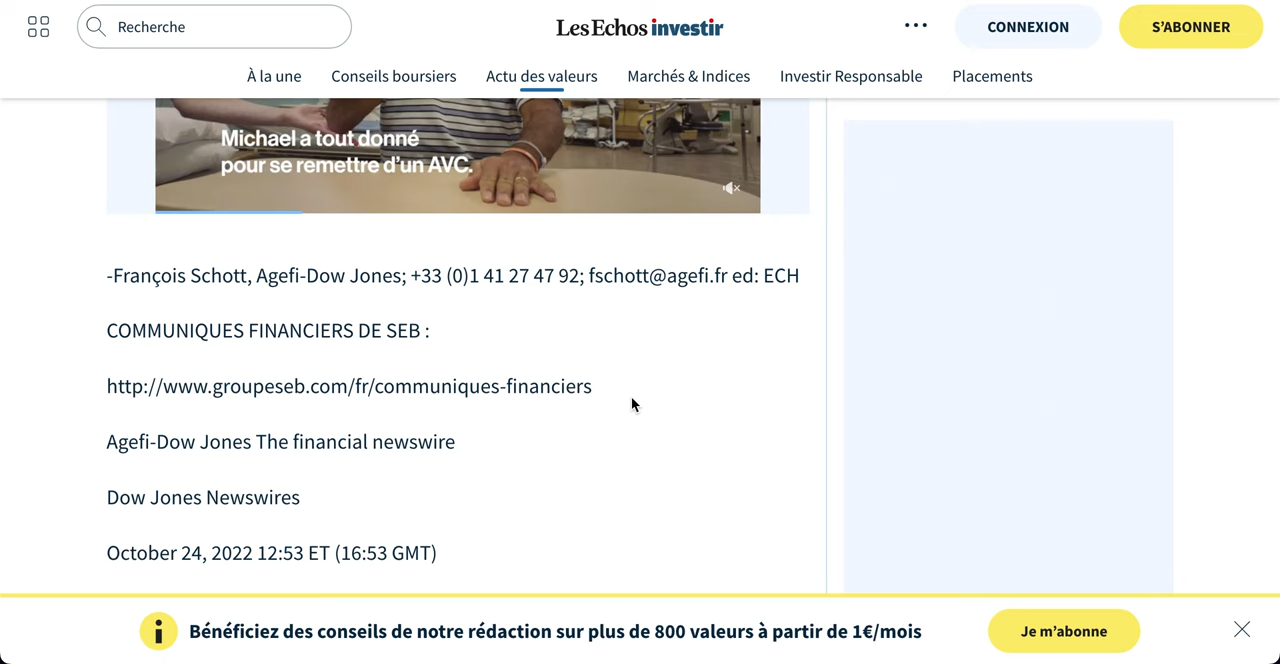 Recherche
Les Echos investir
CONNEXION
S'ABONNER
À la une
Conseils boursiers
Actu des valeurs
Marchés & Indices
Investir Responsable
Placements
Michael a tout donné
pour se remettre d'un AVC.
-François Schott, Agefi-Dow Jones; +33 (0)1 41 27 47 92; fschott@agefi.fr ed: ECH
COMMUNIQUES FINANCIERS DE SEB :
http://www.groupeseb.com/fr/communiques-financiers
Agefi-Dow Jones The financial newswire
Dow Jones Newswires
October 24, 2022 12:53 ET (16:53 GMT)
Bénéficiez des conseils de notre rédaction sur plus de 800 valeurs à partir de 1€/mois
Je m'abonne